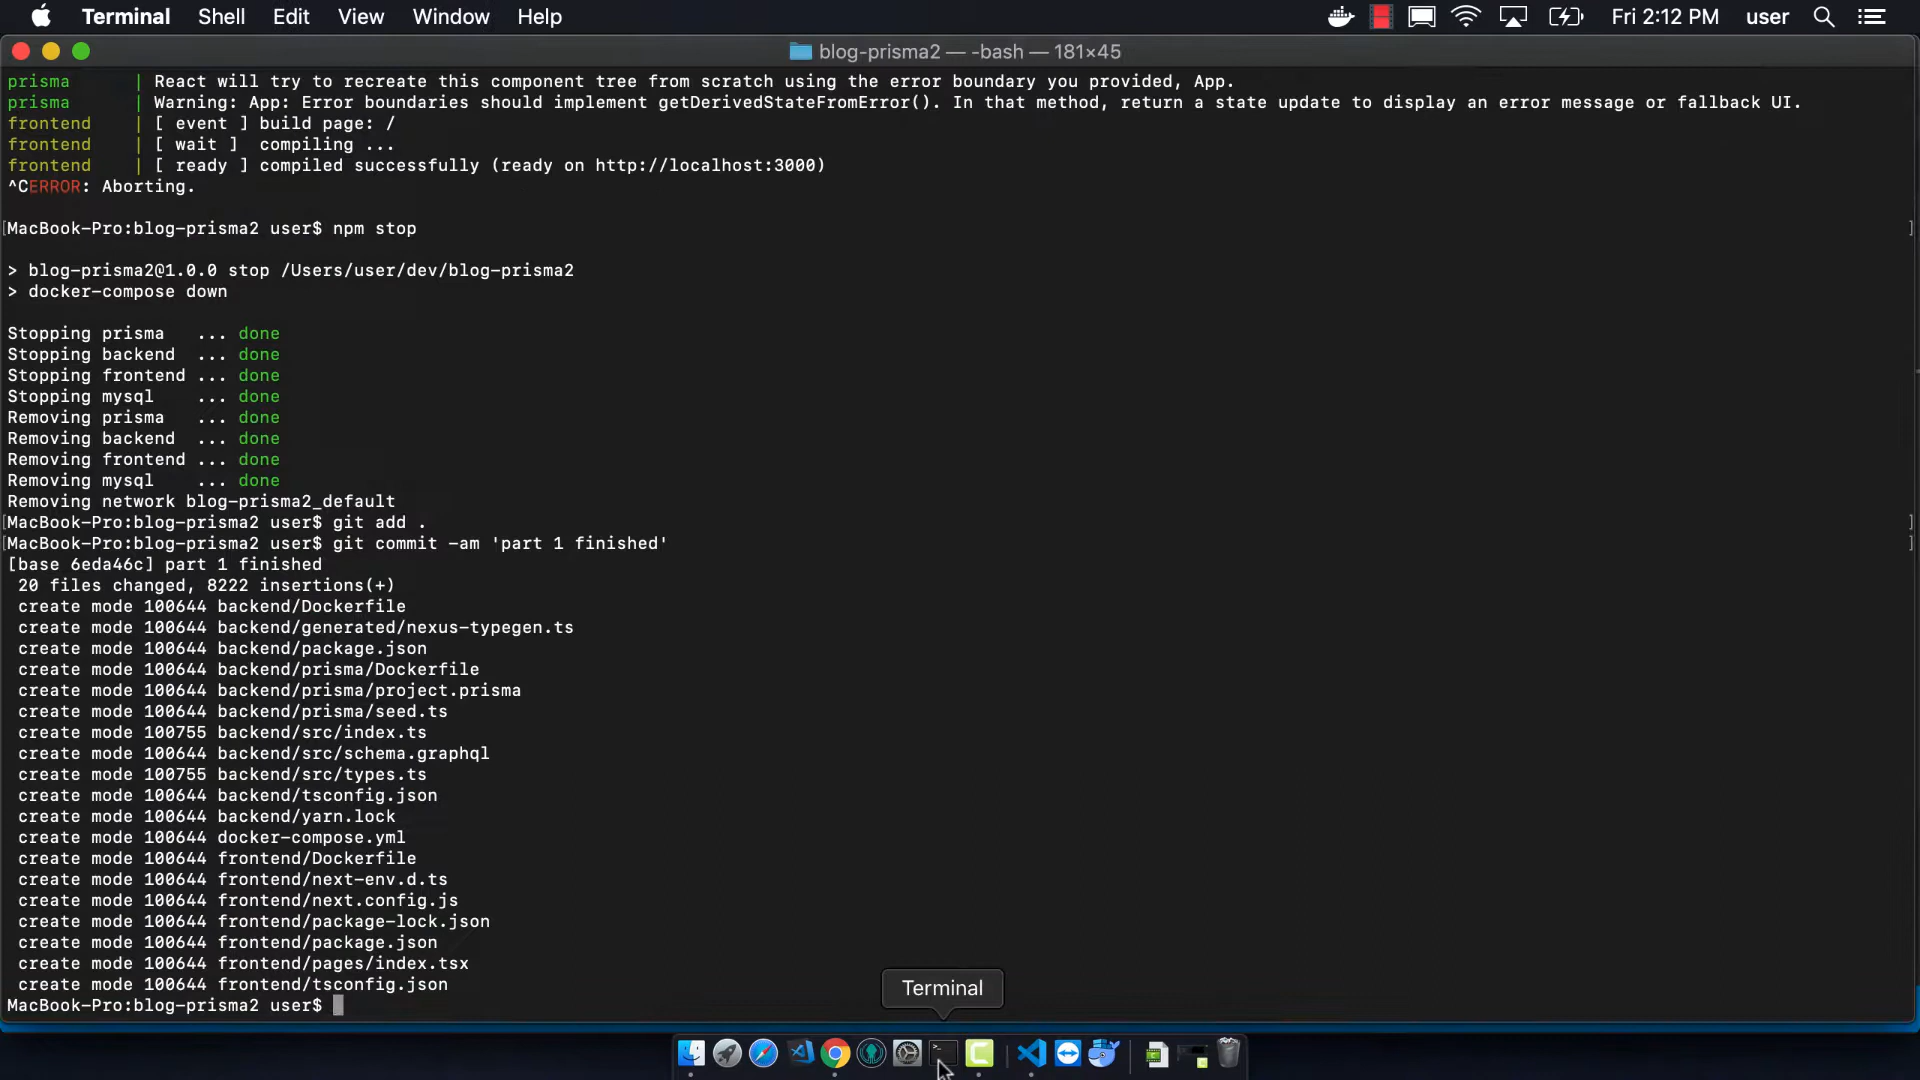 Terminal Shell Edit View Window Help Fri 2:12 PM user
blog-prisma2 — -bash — 181×45
prisma | React will try to recreate this component tree from scratch using the error boundary you provided, App.
prisma | Warning: App: Error boundaries should implement getDerivedStateFromError(). In that method, return a state update to display an error message or fallback UI.
frontend | [ event ] build page: /
frontend | [ wait ]  compiling ...
frontend | [ ready ] compiled successfully (ready on http://localhost:3000)
^CERROR: Aborting.
[MacBook-Pro:blog-prisma2 user$ npm stop ]
> blog-prisma2@1.0.0 stop /Users/user/dev/blog-prisma2
> docker-compose down
Stopping prisma   ... done
Stopping backend  ... done
Stopping frontend ... done
Stopping mysql    ... done
Removing prisma   ... done
Removing backend  ... done
Removing frontend ... done
Removing mysql    ... done
Removing network blog-prisma2_default
[MacBook-Pro:blog-prisma2 user$ git add . ]
[MacBook-Pro:blog-prisma2 user$ git commit -am 'part 1 finished' ]
[base 6eda46c] part 1 finished
20 files changed, 8222 insertions(+)
create mode 100644 backend/Dockerfile
create mode 100644 backend/generated/nexus-typegen.ts
create mode 100644 backend/package.json
create mode 100644 backend/prisma/Dockerfile
create mode 100644 backend/prisma/project.prisma
create mode 100644 backend/prisma/seed.ts
create mode 100755 backend/src/index.ts
create mode 100644 backend/src/schema.graphql
create mode 100755 backend/src/types.ts
create mode 100644 backend/tsconfig.json
create mode 100644 backend/yarn.lock
create mode 100644 docker-compose.yml
create mode 100644 frontend/Dockerfile
create mode 100644 frontend/next-env.d.ts
create mode 100644 frontend/next.config.js
create mode 100644 frontend/package-lock.json
create mode 100644 frontend/package.json
create mode 100644 frontend/pages/index.tsx
create mode 100644 frontend/tsconfig.json
MacBook-Pro:blog-prisma2 user$
Terminal